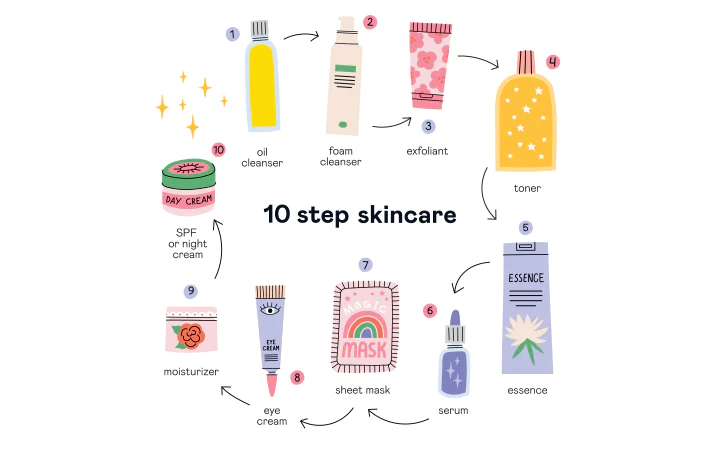 1
oil
cleanser
2
foam
cleanser
3
exfoliant
4
toner
10 step skincare
5
ESSENCE
essence
6
serum
7
MAGIC
MASK
sheet mask
8
EYE
CREAM
eye
cream
9
moisturizer
10
DAY CREAM
SPF
or night
cream